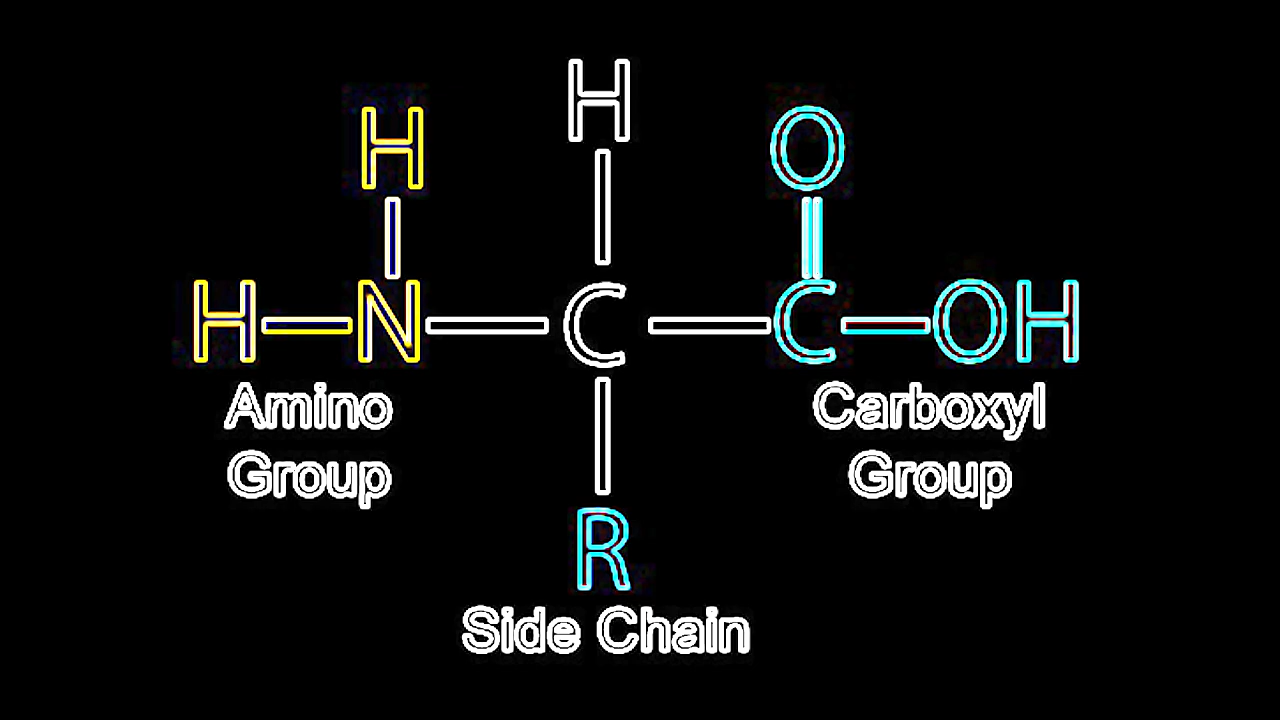 H
H O
H N C C OH
Amino Carboxyl
Group Group
R
Side Chain